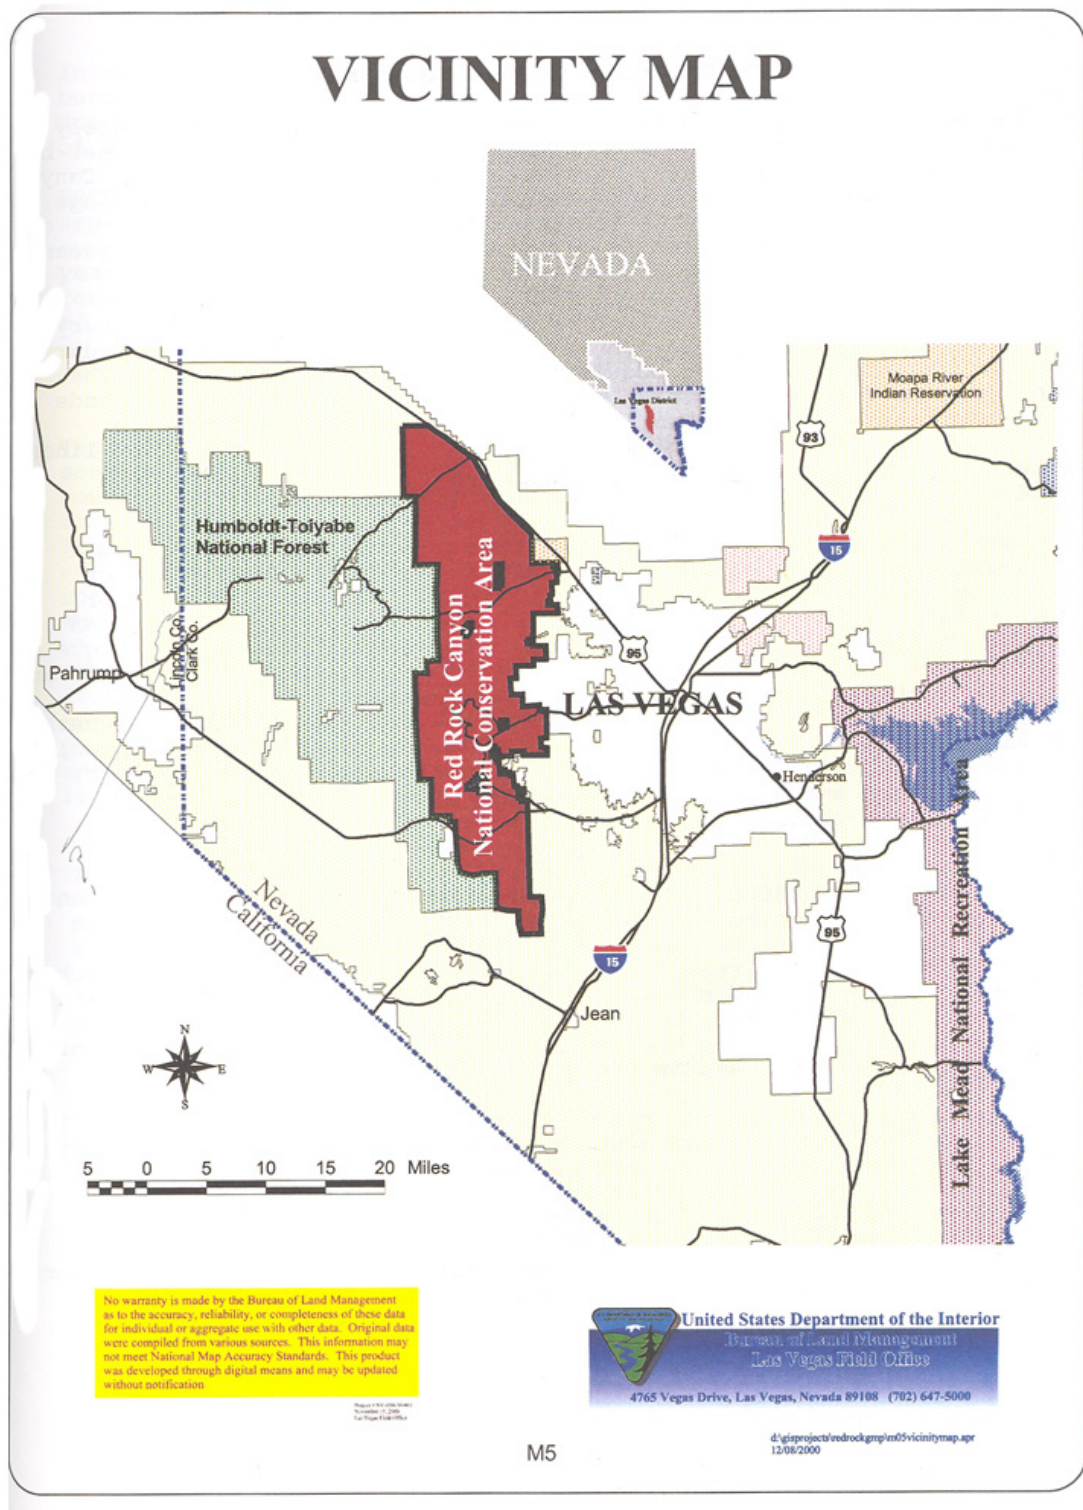 VICINITY MAP
NEVADA
Las Vegas District
Moapa River
Indian Reservation
93
15
Humboldt-Toiyabe
National Forest
Red Rock Canyon
National Conservation Area
Lincoln Co.
Clark Co.
95
Pahrump
LAS VEGAS
Henderson
Nevada
California
95
15
Jean
Lake Mead National Recreation Area
N
W E
S
5 0 5 10 15 20 Miles
No warranty is made by the Bureau of Land Management
as to the accuracy, reliability, or completeness of these data
for individual or aggregate use with other data. Original data
were compiled from various sources. This information may
not meet National Map Accuracy Standards. This product
was developed through digital means and may be updated
without notification
Las Vegas Field Office
United States Department of the Interior
Bureau of Land Management
Las Vegas Field Office
4765 Vegas Drive, Las Vegas, Nevada 89108 (702) 647-5000
d:\gisprojects\redrockgmp\m05vicinitymap.apr
12/08/2000
M5